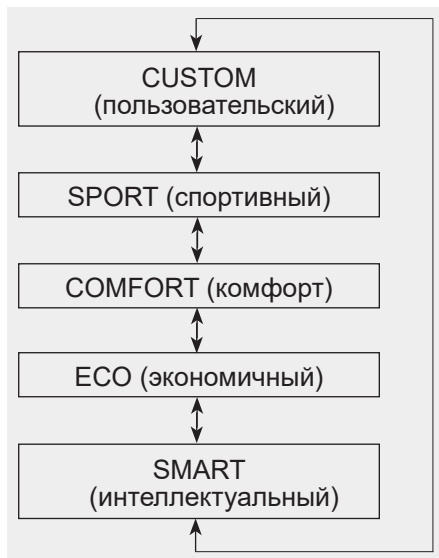 CUSTOM
(пользовательский)
SPORT (спортивный)
COMFORT (комфорт)
ECO (экономичный)
SMART
(интеллектуальный)